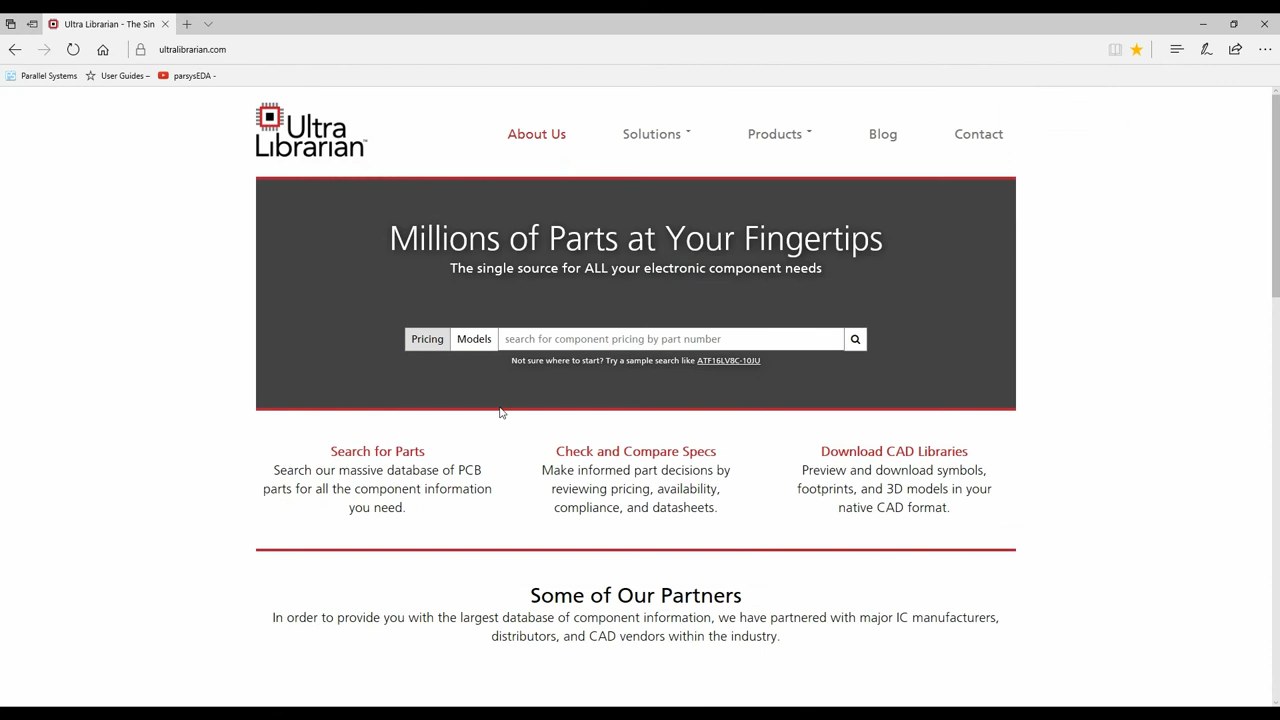 Ultra Librarian - The Sin
ultralibrarian.com
Parallel Systems
User Guides –
parsysEDA -
Ultra
Librarian™
About Us
Solutions
Products
Blog
Contact
Millions of Parts at Your Fingertips
The single source for ALL your electronic component needs
Pricing
Models
search for component pricing by part number
Not sure where to start? Try a sample search like ATF16LV8C-10JU
Search for Parts
Search our massive database of PCB
parts for all the component information
you need.
Check and Compare Specs
Make informed part decisions by
reviewing pricing, availability,
compliance, and datasheets.
Download CAD Libraries
Preview and download symbols,
footprints, and 3D models in your
native CAD format.
Some of Our Partners
In order to provide you with the largest database of component information, we have partnered with major IC manufacturers,
distributors, and CAD vendors within the industry.